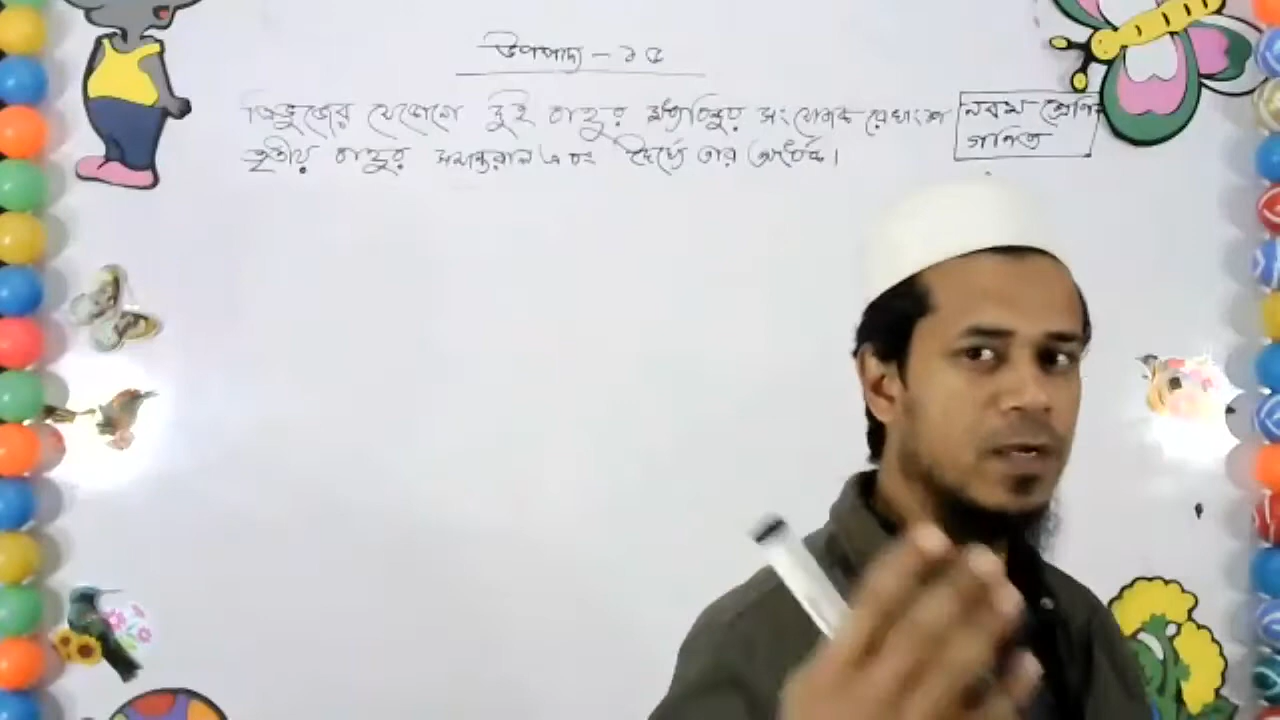 উপপাদ্য - ১৫
ত্রিভুজের যেকোনো দুই বাহুর মধ্যবিন্দুর সংযোজক রেখাংশ
তৃতীয় বাহুর সমান্তরাল এবং দৈর্ঘ্যে তার অর্ধেক।
নবম শ্রেণি
গণিত